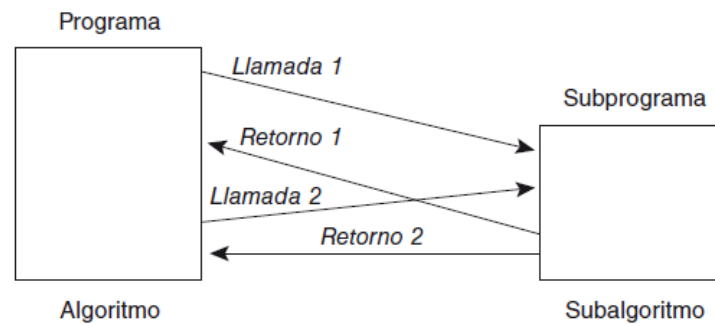 Programa
Llamada 1
Subprograma
Retorno 1
Llamada 2
Retorno 2
Algoritmo
Subalgoritmo